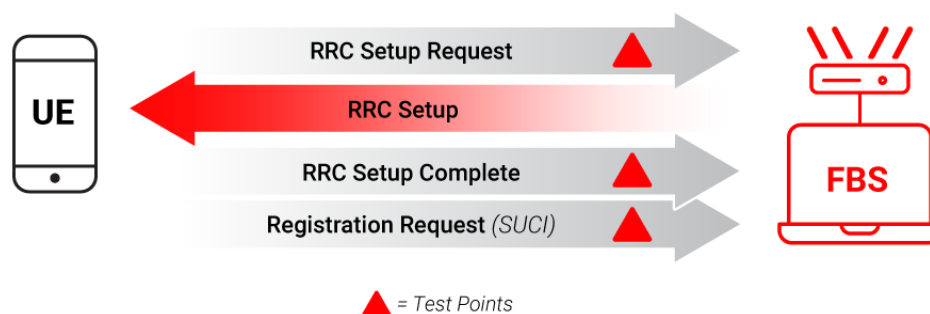 RRC Setup Request
UE
RRC Setup
RRC Setup Complete
FBS
Registration Request (SUCI)
= Test Points